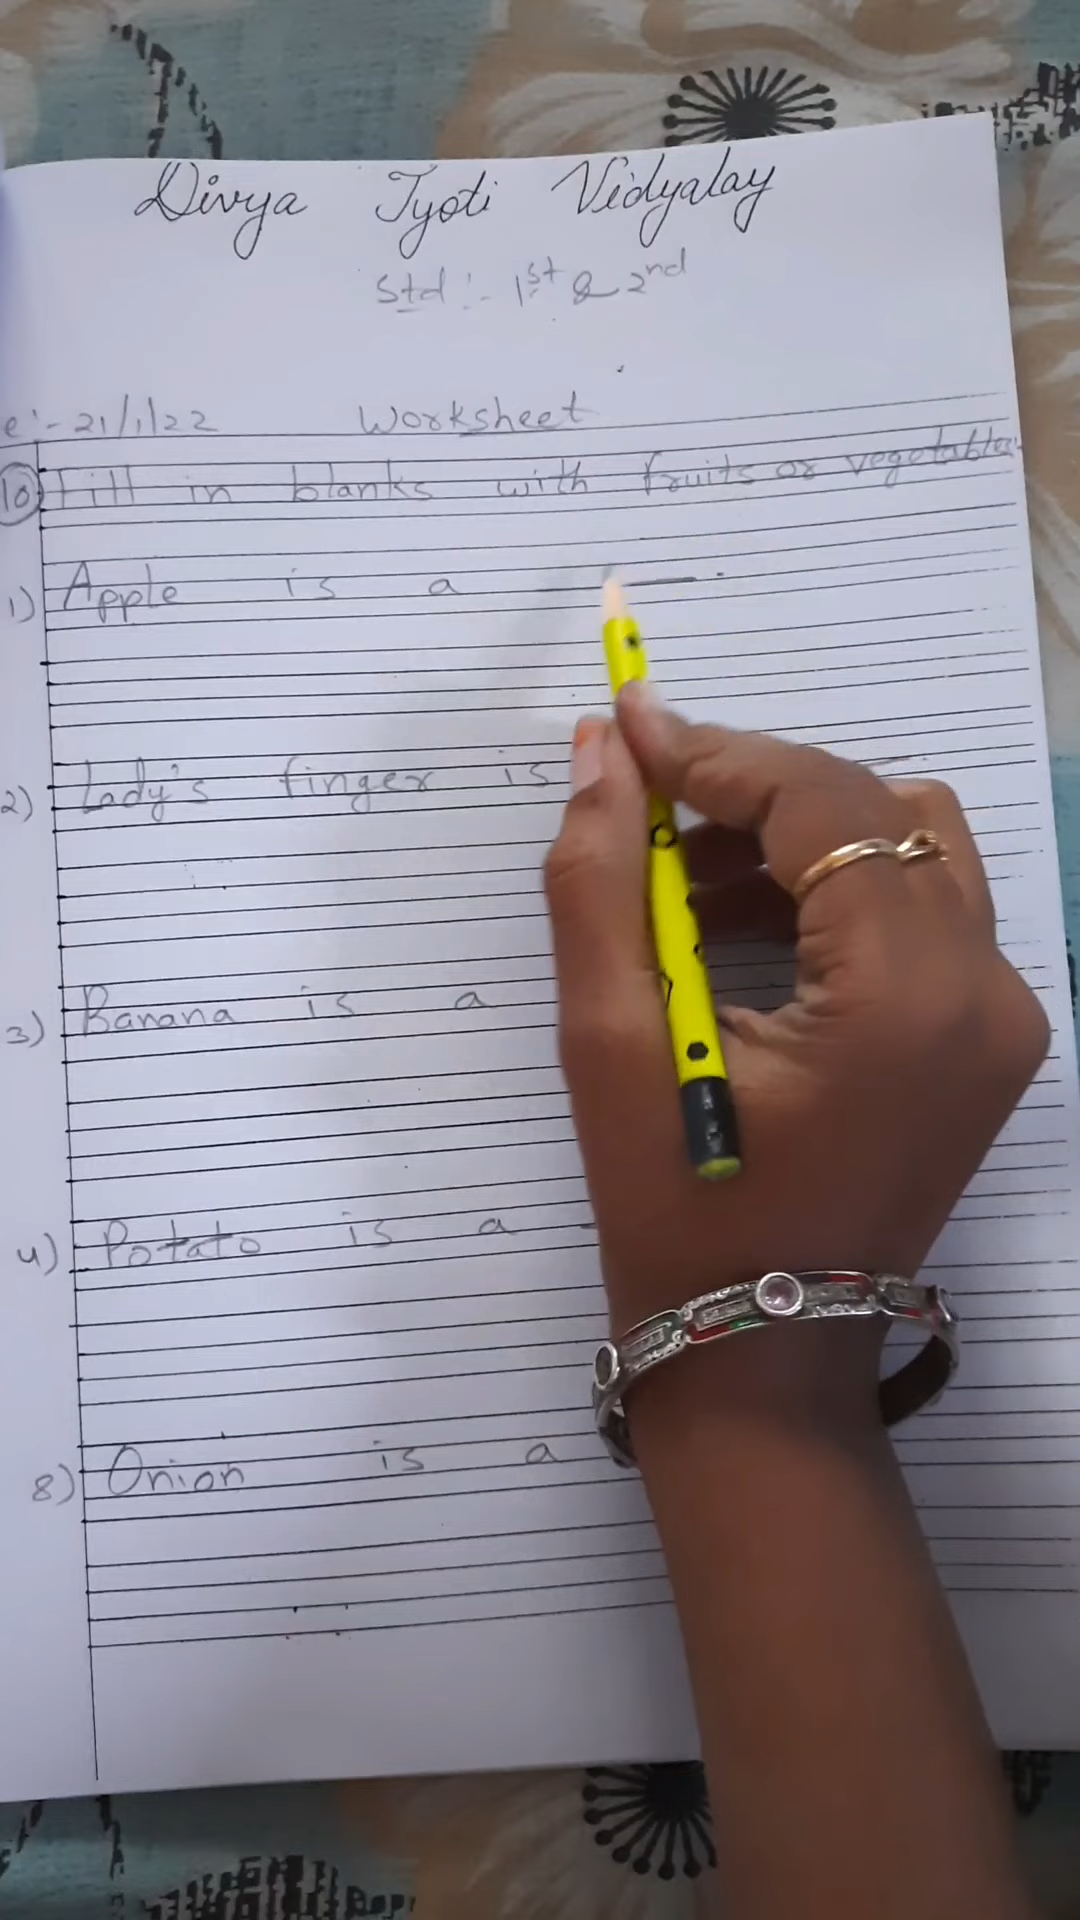 Divya Jyoti Vidyalay
Std :- 1st & 2nd
e :- 21/1/22 Worksheet
10 Fill in blanks with fruits or vegetables.
1) Apple is a ______.
2) Lady's finger is
3) Banana is a
4) Potato is a
8) Onion is a